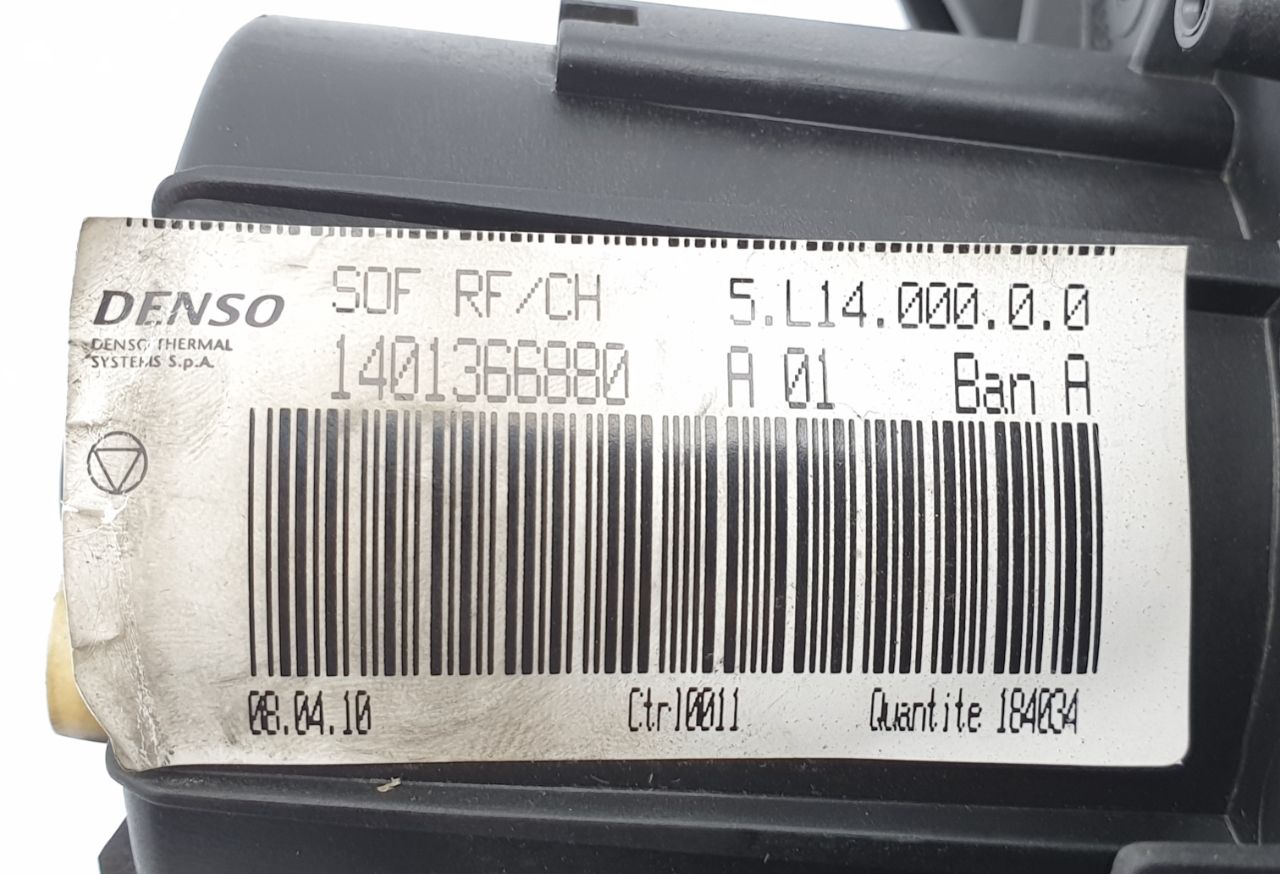 SOF RF/CH 5.L14.000.0.0
DENSO
DENSO THERMAL
SYSTEMS S.p.A.
1401366880 A 01 Ban A
08.04.10 Ctrl0011 Quantite 184034